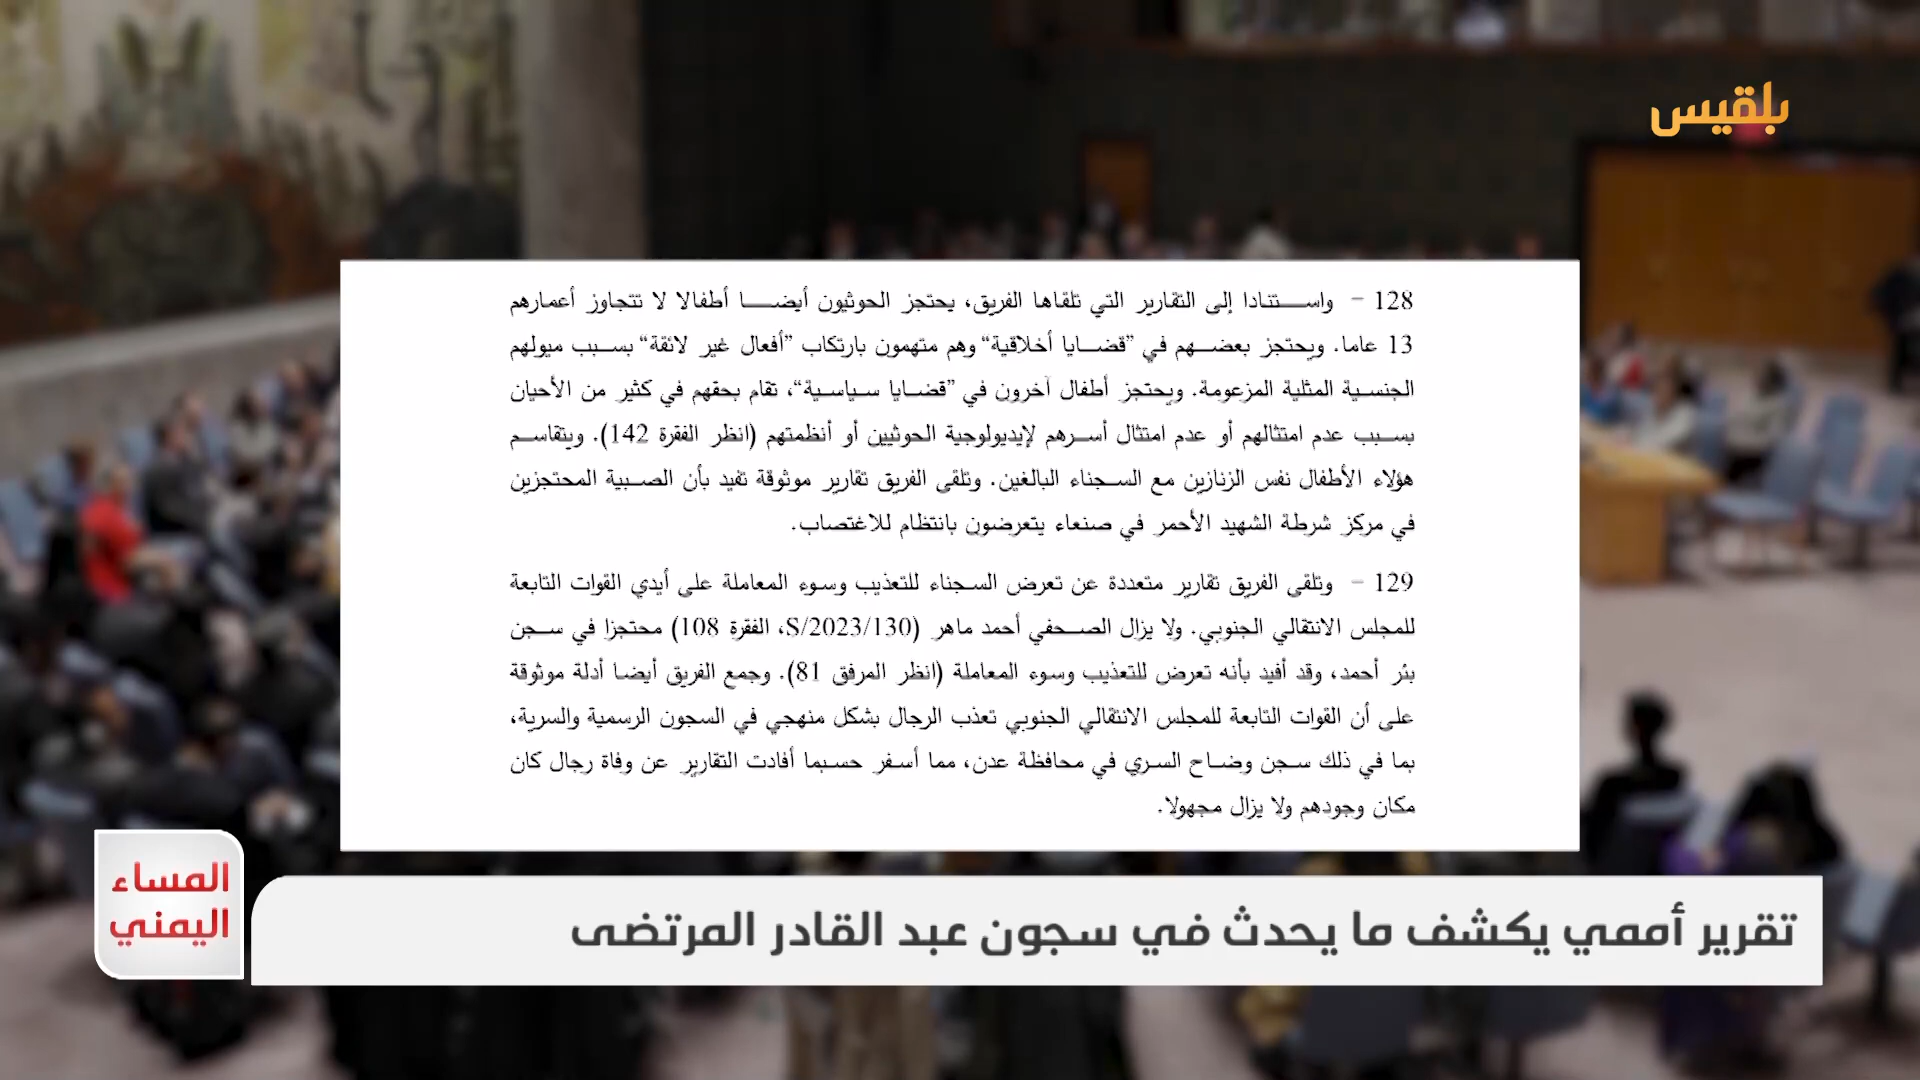 بلقيس
128 - واستنادا إلى التقارير التي تلقاها الفريق، يحتجز الحوثيون أيضا أطفالا لا تتجاوز أعمارهم
13 عاما. ويحتجز بعضهم في "قضايا أخلاقية" وهم متهمون بارتكاب "أفعال غير لائقة" بسبب ميولهم
الجنسية المثلية المزعومة. ويحتجز أطفال آخرون في "قضايا سياسية"، تقام بحقهم في كثير من الأحيان
بسبب عدم امتثالهم أو عدم امتثال أسرهم لإيديولوجية الحوثيين أو أنظمتهم (انظر الفقرة 142). ويتقاسم
هؤلاء الأطفال نفس الزنازين مع السجناء البالغين. وتلقى الفريق تقارير موثوقة تفيد بأن الصبية المحتجزين
في مركز شرطة الشهيد الأحمر في صنعاء يتعرضون بانتظام للاغتصاب.
129 - وتلقى الفريق تقارير متعددة عن تعرض السجناء للتعذيب وسوء المعاملة على أيدي القوات التابعة
للمجلس الانتقالي الجنوبي. ولا يزال الصحفي أحمد ماهر (S/2023/130، الفقرة 108) محتجزا في سجن
بئر أحمد، وقد أفيد بأنه تعرض للتعذيب وسوء المعاملة (انظر المرفق 81). وجمع الفريق أيضا أدلة موثوقة
على أن القوات التابعة للمجلس الانتقالي الجنوبي تعذب الرجال بشكل منهجي في السجون الرسمية والسرية،
بما في ذلك سجن وضاح السري في محافظة عدن، مما أسفر حسبما أفادت التقارير عن وفاة رجال كان
مكان وجودهم ولا يزال مجهولا.
تقرير أممي يكشف ما يحدث في سجون عبد القادر المرتضى
المساء
اليمني